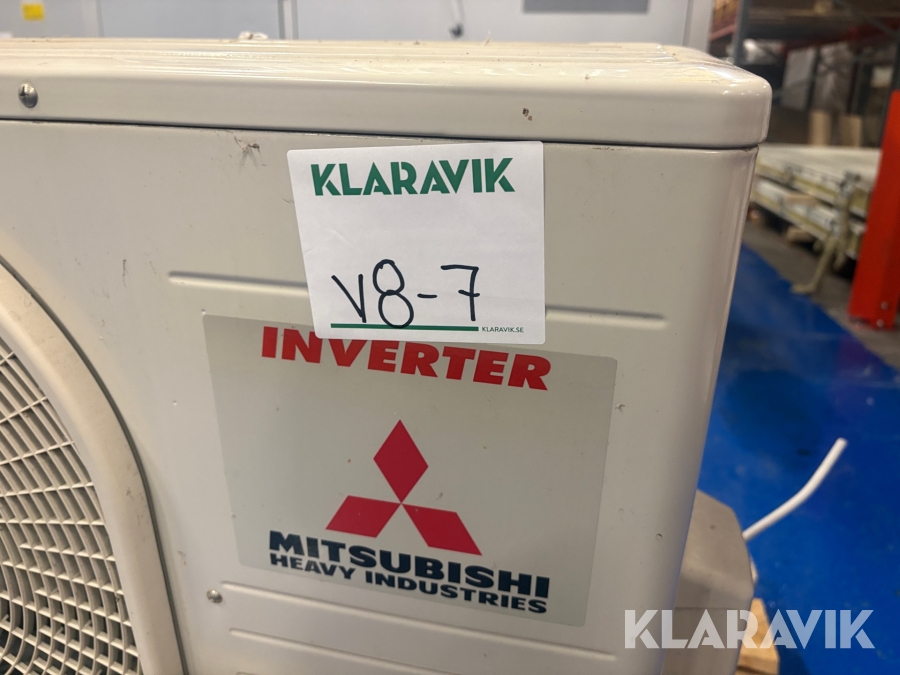 KLARAVIK
V8-7
KLARAVIK.SE
INVERTER
MITSUBISHI
HEAVY INDUSTRIES
KLARAVIK